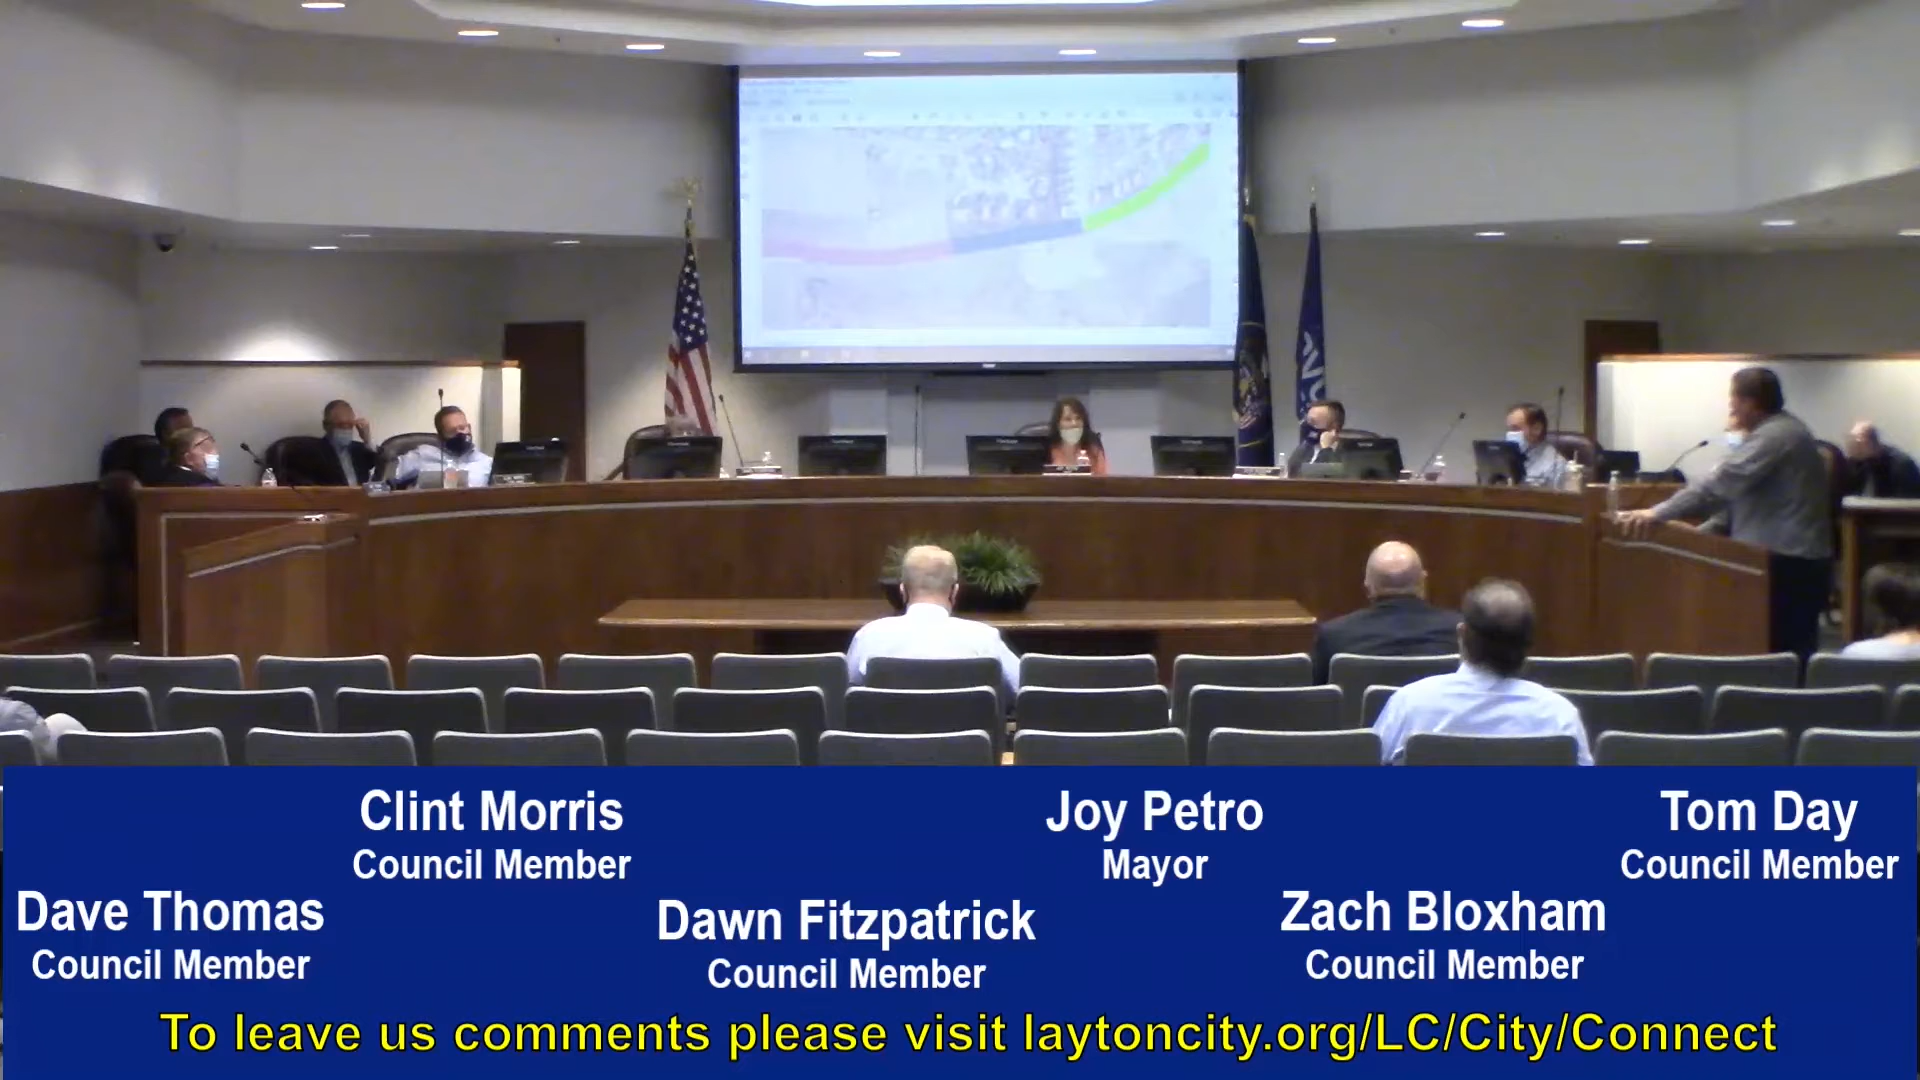 Clint Morris
Council Member
Joy Petro
Mayor
Tom Day
Council Member
Dave Thomas
Council Member
Dawn Fitzpatrick
Council Member
Zach Bloxham
Council Member
To leave us comments please visit laytoncity.org/LC/City/Connect